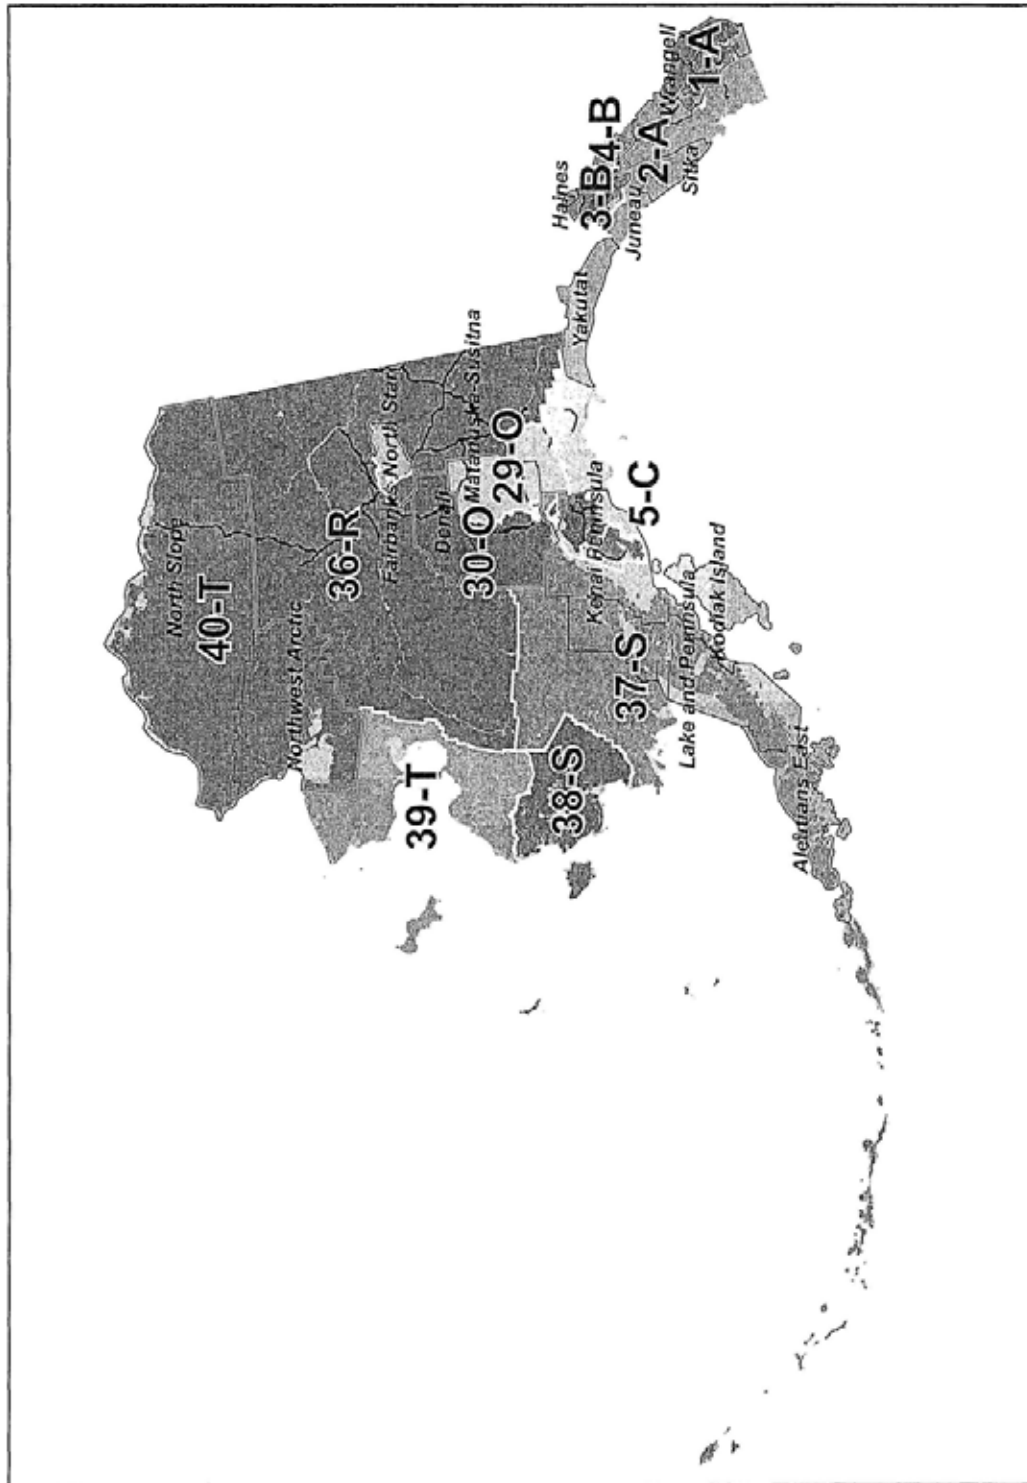 North Slope
40-T
Northwest Arctic
36-R
Fairbanks North Star
39-T
Denali
Matanuska-Susitna
30-O
29-O
38-S
Kenai Peninsula
37-S
5-C
Lake and Peninsula
Kodiak Island
Aleutians East
Yakutat
Haines
3-B
4-B
Juneau
2-A
Sitka
Wrangell
1-A